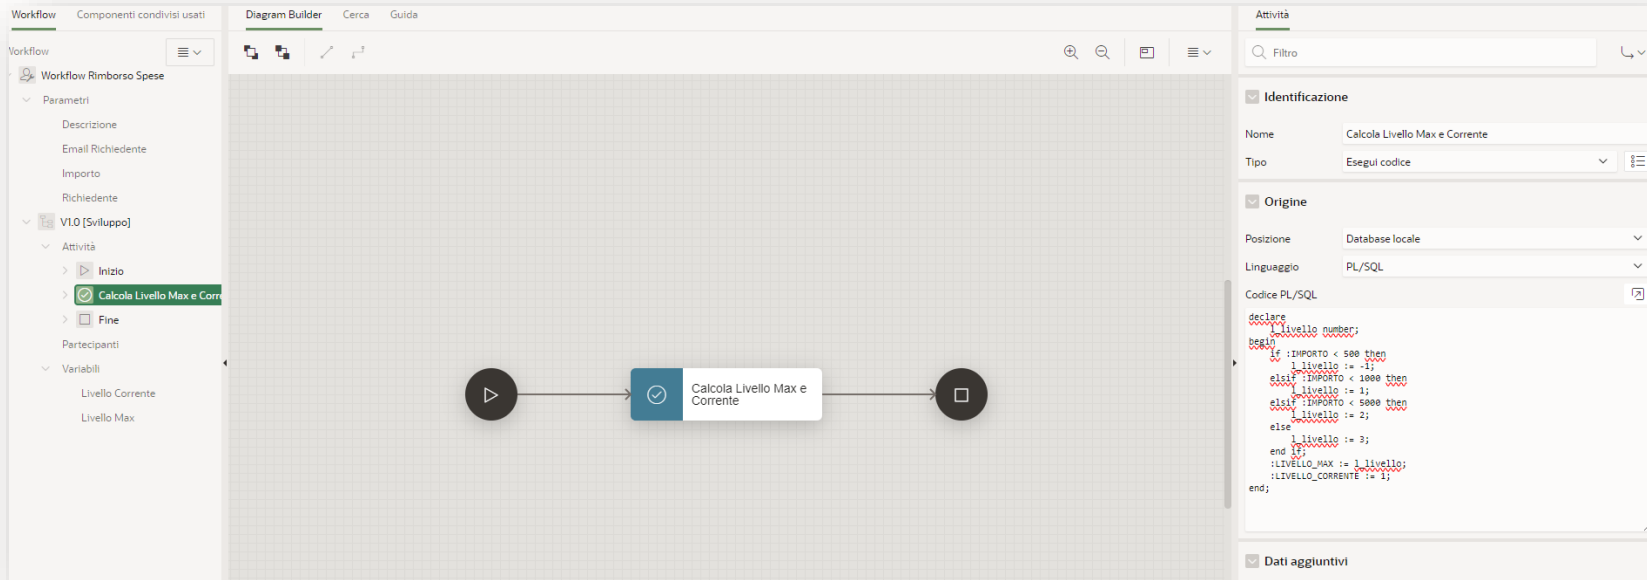 Workflow
Componenti condivisi usati
Workflow
Workflow Rimborso Spese
Parametri
Descrizione
Email Richiedente
Importo
Richiedente
V1.0 [Sviluppo]
Attività
Inizio
Calcola Livello Max e Corre
Fine
Partecipanti
Variabili
Livello Corrente
Livello Max
Diagram Builder
Cerca
Guida
Calcola Livello Max e
Corrente
Attività
Filtro
Identificazione
Nome
Calcola Livello Max e Corrente
Tipo
Esegui codice
Origine
Posizione
Database locale
Linguaggio
PL/SQL
Codice PL/SQL
declare
    l_livello number;
begin
    if :IMPORTO < 500 then
        l_livello := -1;
    elsif :IMPORTO < 1000 then
        l_livello := 1;
    elsif :IMPORTO < 5000 then
        l_livello := 2;
    else
        l_livello := 3;
    end if;
    :LIVELLO_MAX := l_livello;
    :LIVELLO_CORRENTE := 1;
end;
Dati aggiuntivi